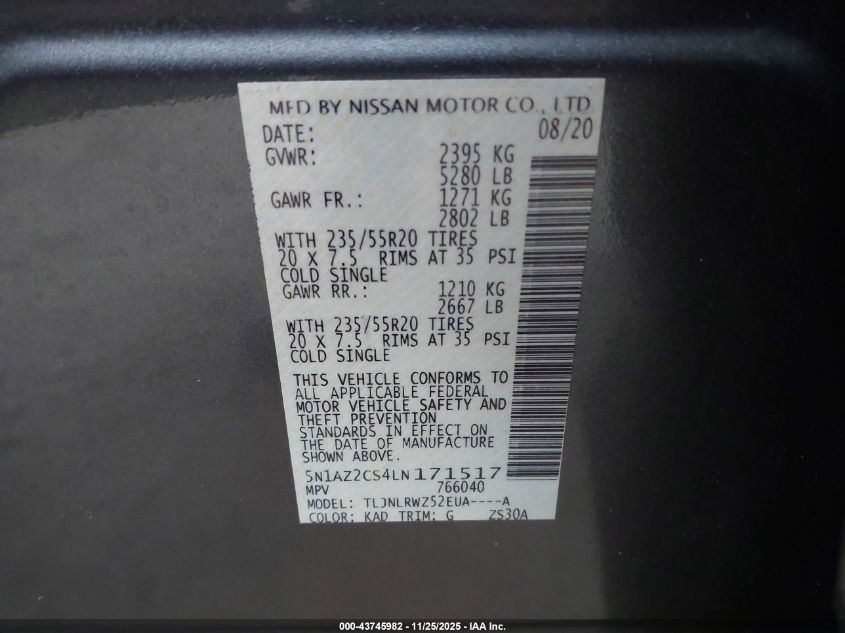 MFD BY NISSAN MOTOR CO., LTD
DATE: 08/20
GVWR: 2395 KG
5280 LB
GAWR FR.: 1271 KG
2802 LB
WITH 235/55R20 TIRES
20 X 7.5 RIMS AT 35 PSI
COLD SINGLE
GAWR RR.: 1210 KG
2667 LB
WITH 235/55R20 TIRES
20 X 7.5 RIMS AT 35 PSI
COLD SINGLE
THIS VEHICLE CONFORMS TO
ALL APPLICABLE FEDERAL
MOTOR VEHICLE SAFETY AND
THEFT PREVENTION
STANDARDS IN EFFECT ON
THE DATE OF MANUFACTURE
SHOWN ABOVE.
5N1AZ2CS4LN171517
MPV 766040
MODEL: TLJNLRWZ52EUA----A
COLOR: KAD TRIM: G ZS30A
000-43745982 - 11/25/2025 - IAA Inc.